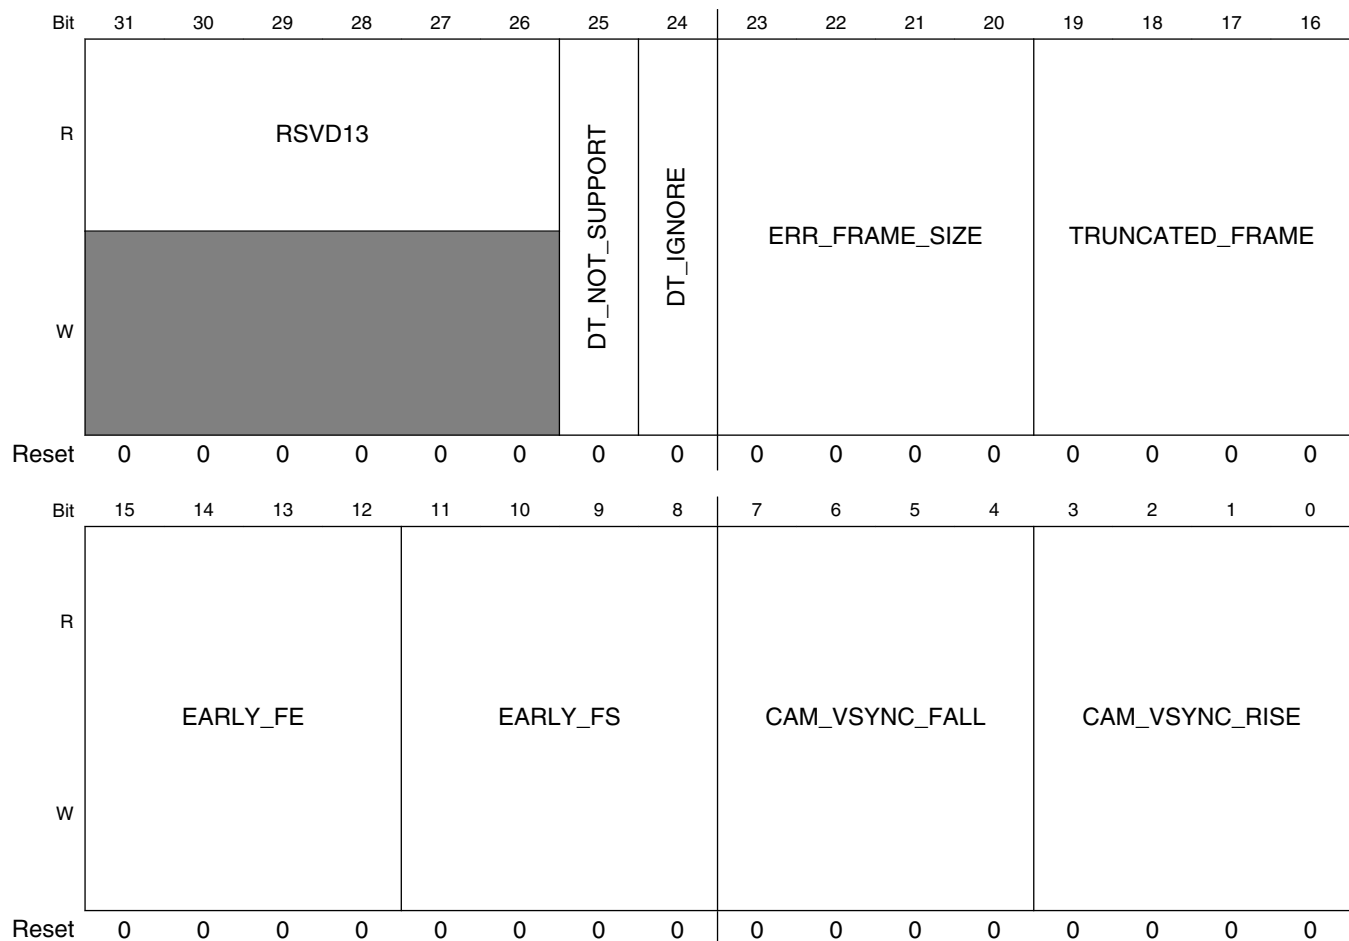 Bit 31 30 29 28 27 26 25 24 23 22 21 20 19 18 17 16
R
RSVD13
DT_NOT_SUPPORT
DT_IGNORE
ERR_FRAME_SIZE
TRUNCATED_FRAME
W
Reset 0 0 0 0 0 0 0 0 0 0 0 0 0 0 0 0
Bit 15 14 13 12 11 10 9 8 7 6 5 4 3 2 1 0
R
EARLY_FE
EARLY_FS
CAM_VSYNC_FALL
CAM_VSYNC_RISE
W
Reset 0 0 0 0 0 0 0 0 0 0 0 0 0 0 0 0